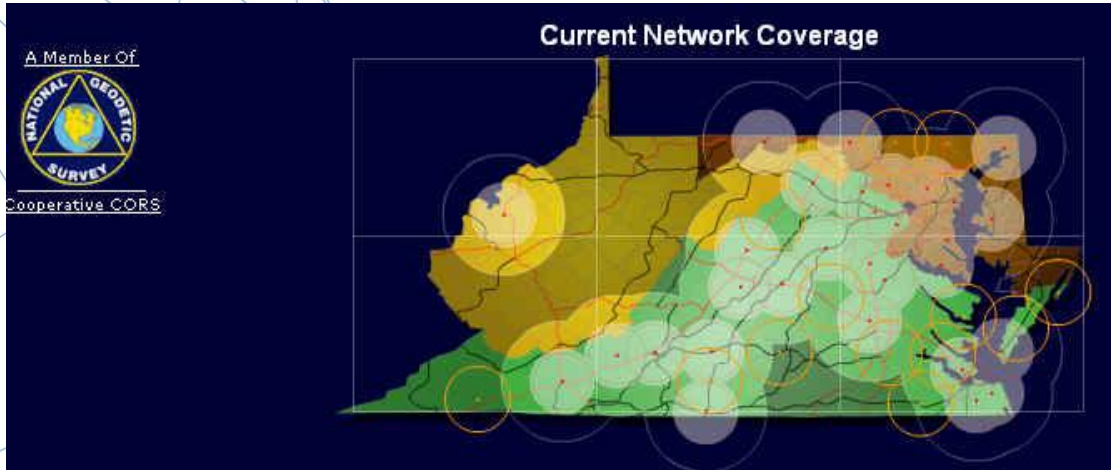 Current Network Coverage
A Member Of
NATIONAL GEODETIC SURVEY
Cooperative CORS